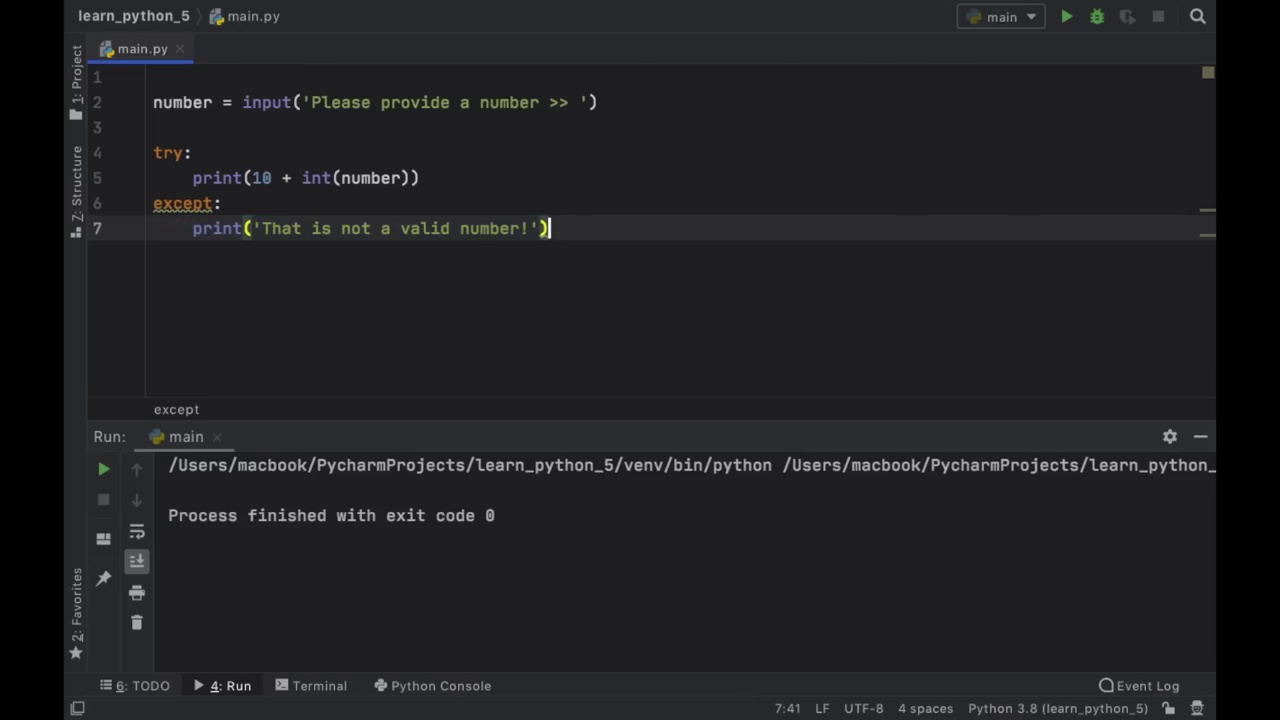 learn_python_5 main.py main
main.py
1: Project
Z: Structure
2: Favorites
1
2 number = input('Please provide a number >> ')
3
4 try:
5 print(10 + int(number))
6 except:
7 print('That is not a valid number!')
except
Run: main
/Users/macbook/PycharmProjects/learn_python_5/venv/bin/python /Users/macbook/PycharmProjects/learn_python_
Process finished with exit code 0
6: TODO 4: Run Terminal Python Console Event Log
7:41 LF UTF-8 4 spaces Python 3.8 (learn_python_5)